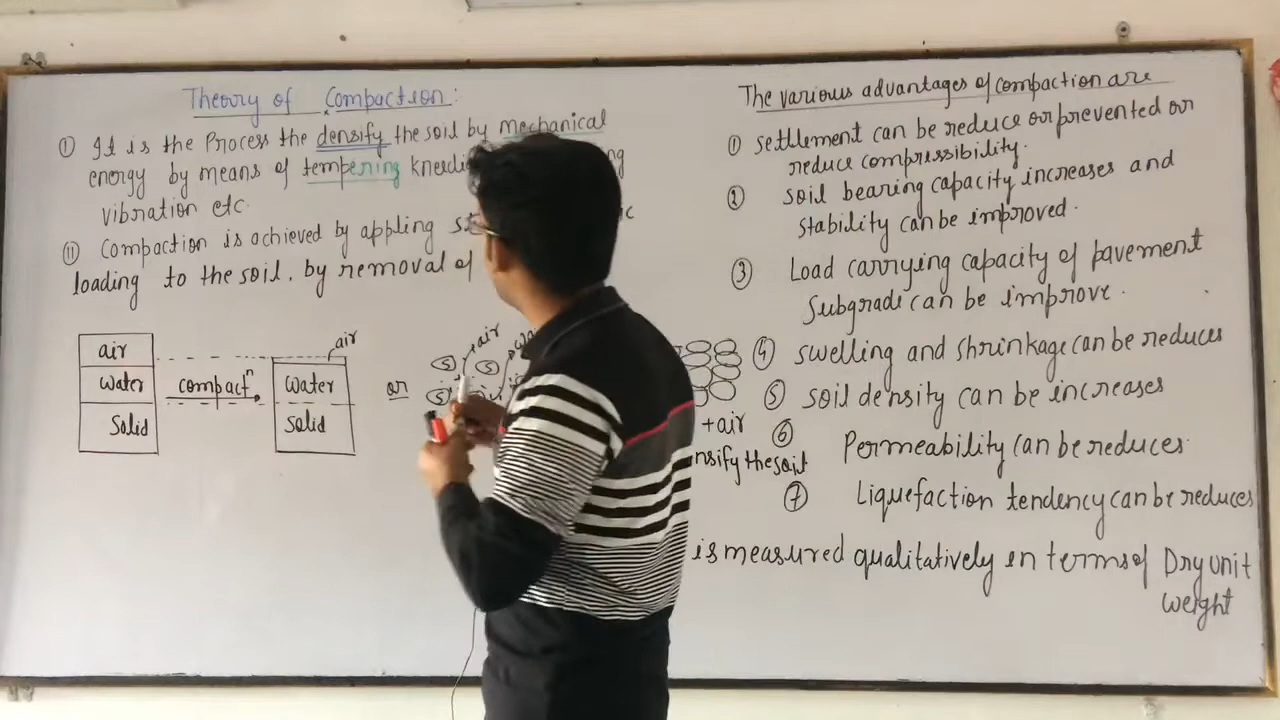 Theory of Compaction:
① It is the Process the densify the soil by mechanical
energy by means of tempering
vibration etc.
② Compaction is achieved by appling
loading to the soil. by removal of
air
water
Solid
compactⁿ
air
water
Solid
or
air
S
S
S
The various advantages of compaction are
① settlement can be reduce or prevented or
reduce compressibility.
② soil bearing capacity increases and
stability can be improved.
③ Load carrying capacity of pavement
Subgrade can be improve.
④ swelling and shrinkage can be reduces
⑤ soil density can be increases
+air
⑥ Permeability can be reduces
the soil
⑦ Liquefaction tendency can be reduces
is measured qualitatively in terms of Dry unit
weight